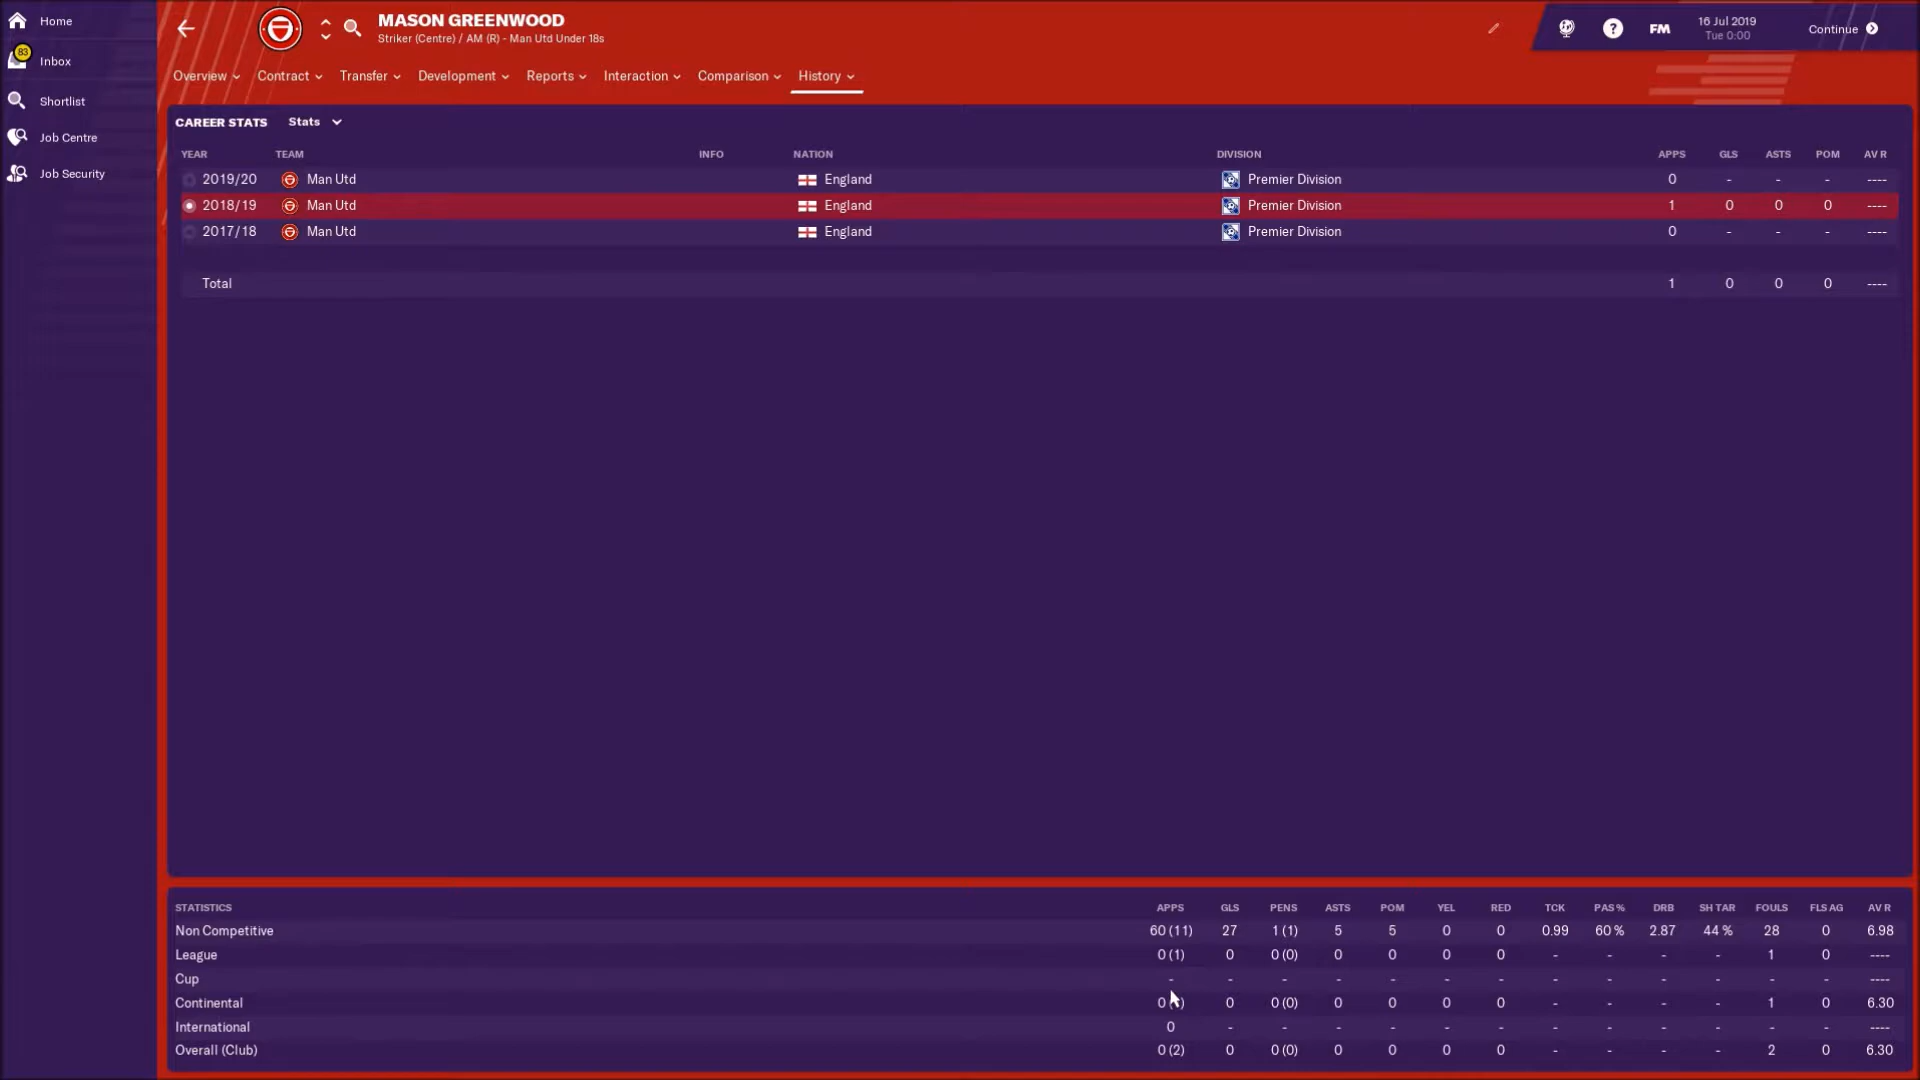 Home
83
Inbox
Shortlist
Job Centre
Job Security
MASON GREENWOOD
Striker (Centre) / AM (R) - Man Utd Under 18s
? FM 16 Jul 2019 Tue 0:00 Continue
Overview Contract Transfer Development Reports Interaction Comparison History
CAREER STATS Stats
YEAR TEAM INFO NATION DIVISION APPS GLS ASTS POM AV R
2019/20 Man Utd England Premier Division 0 - - - ----
2018/19 Man Utd England Premier Division 1 0 0 0 ----
2017/18 Man Utd England Premier Division 0 - - - ----
Total 1 0 0 0 ----
STATISTICS APPS GLS PENS ASTS POM YEL RED TCK PAS % DRB SH TAR FOULS FLS AG AV R
Non Competitive 60 (11) 27 1 (1) 5 5 0 0 0.99 60 % 2.87 44 % 28 0 6.98
League 0 (1) 0 0 (0) 0 0 0 0 - - - - 1 0 ----
Cup - - - - - - - - - - - - - ----
Continental 0 0 0 (0) 0 0 0 0 - - - - 1 0 6.30
International 0 - - - - - - - - - - - - ----
Overall (Club) 0 (2) 0 0 (0) 0 0 0 0 - - - - 2 0 6.30